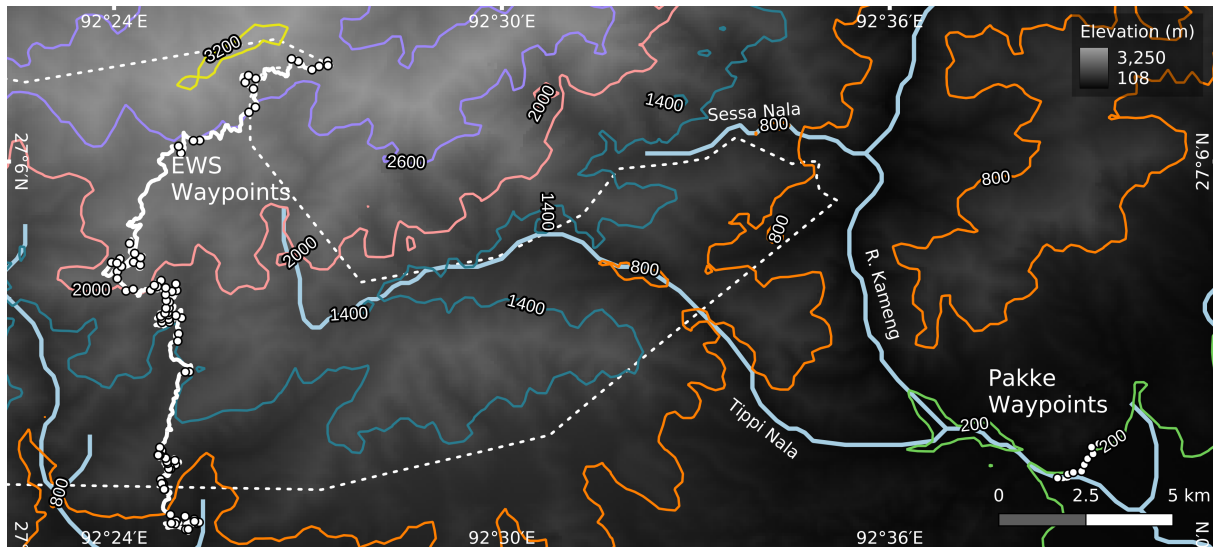 92°24′E
92°30′E
92°36′E
Elevation (m)
3,250
108
3200
2000
1400
Sessa Nala
800
27°6′N
EWS
Waypoints
2600
800
27°6′N
1400
800
2000
800
R. Kameng
2000
1400
1400
Pakke
Waypoints
Tippi Nala
200
200
800
0
2.5
5 km
27°
92°24′E
92°30′E
92°36′E
0′N